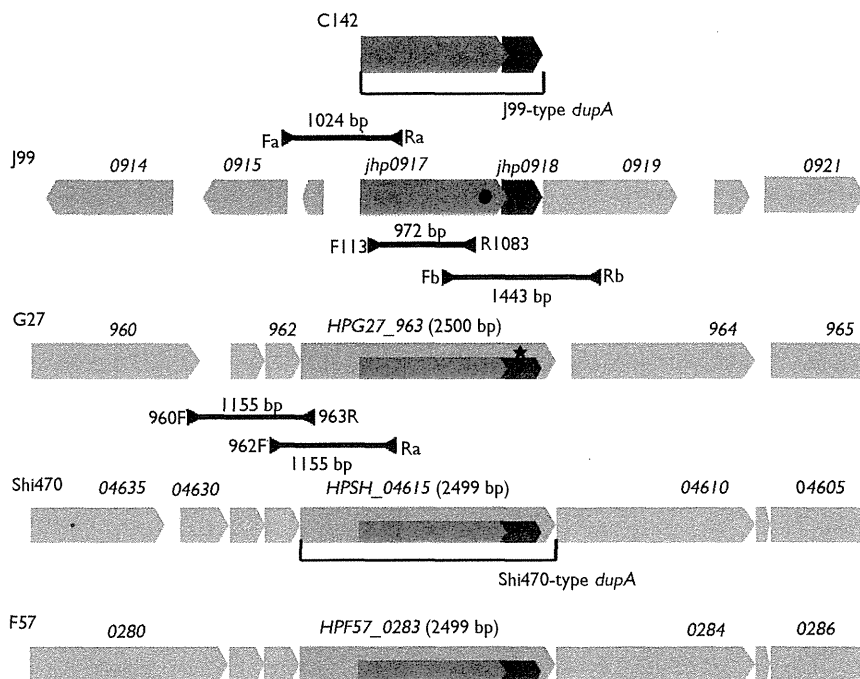 C142
J99-type dupA
1024 bp
Fa Ra
J99
0914 0915 jhp0917 jhp0918 0919 0921
972 bp
F113 R1083
Fb Rb
1443 bp
G27
960 962 HPG27_963 (2500 bp) 964 965
1155 bp
960F 963R
962F Ra
1155 bp
Shi470
04635 04630 HPSH_04615 (2499 bp) 04610 04605
Shi470-type dupA
F57
0280 HPF57_0283 (2499 bp) 0284 0286